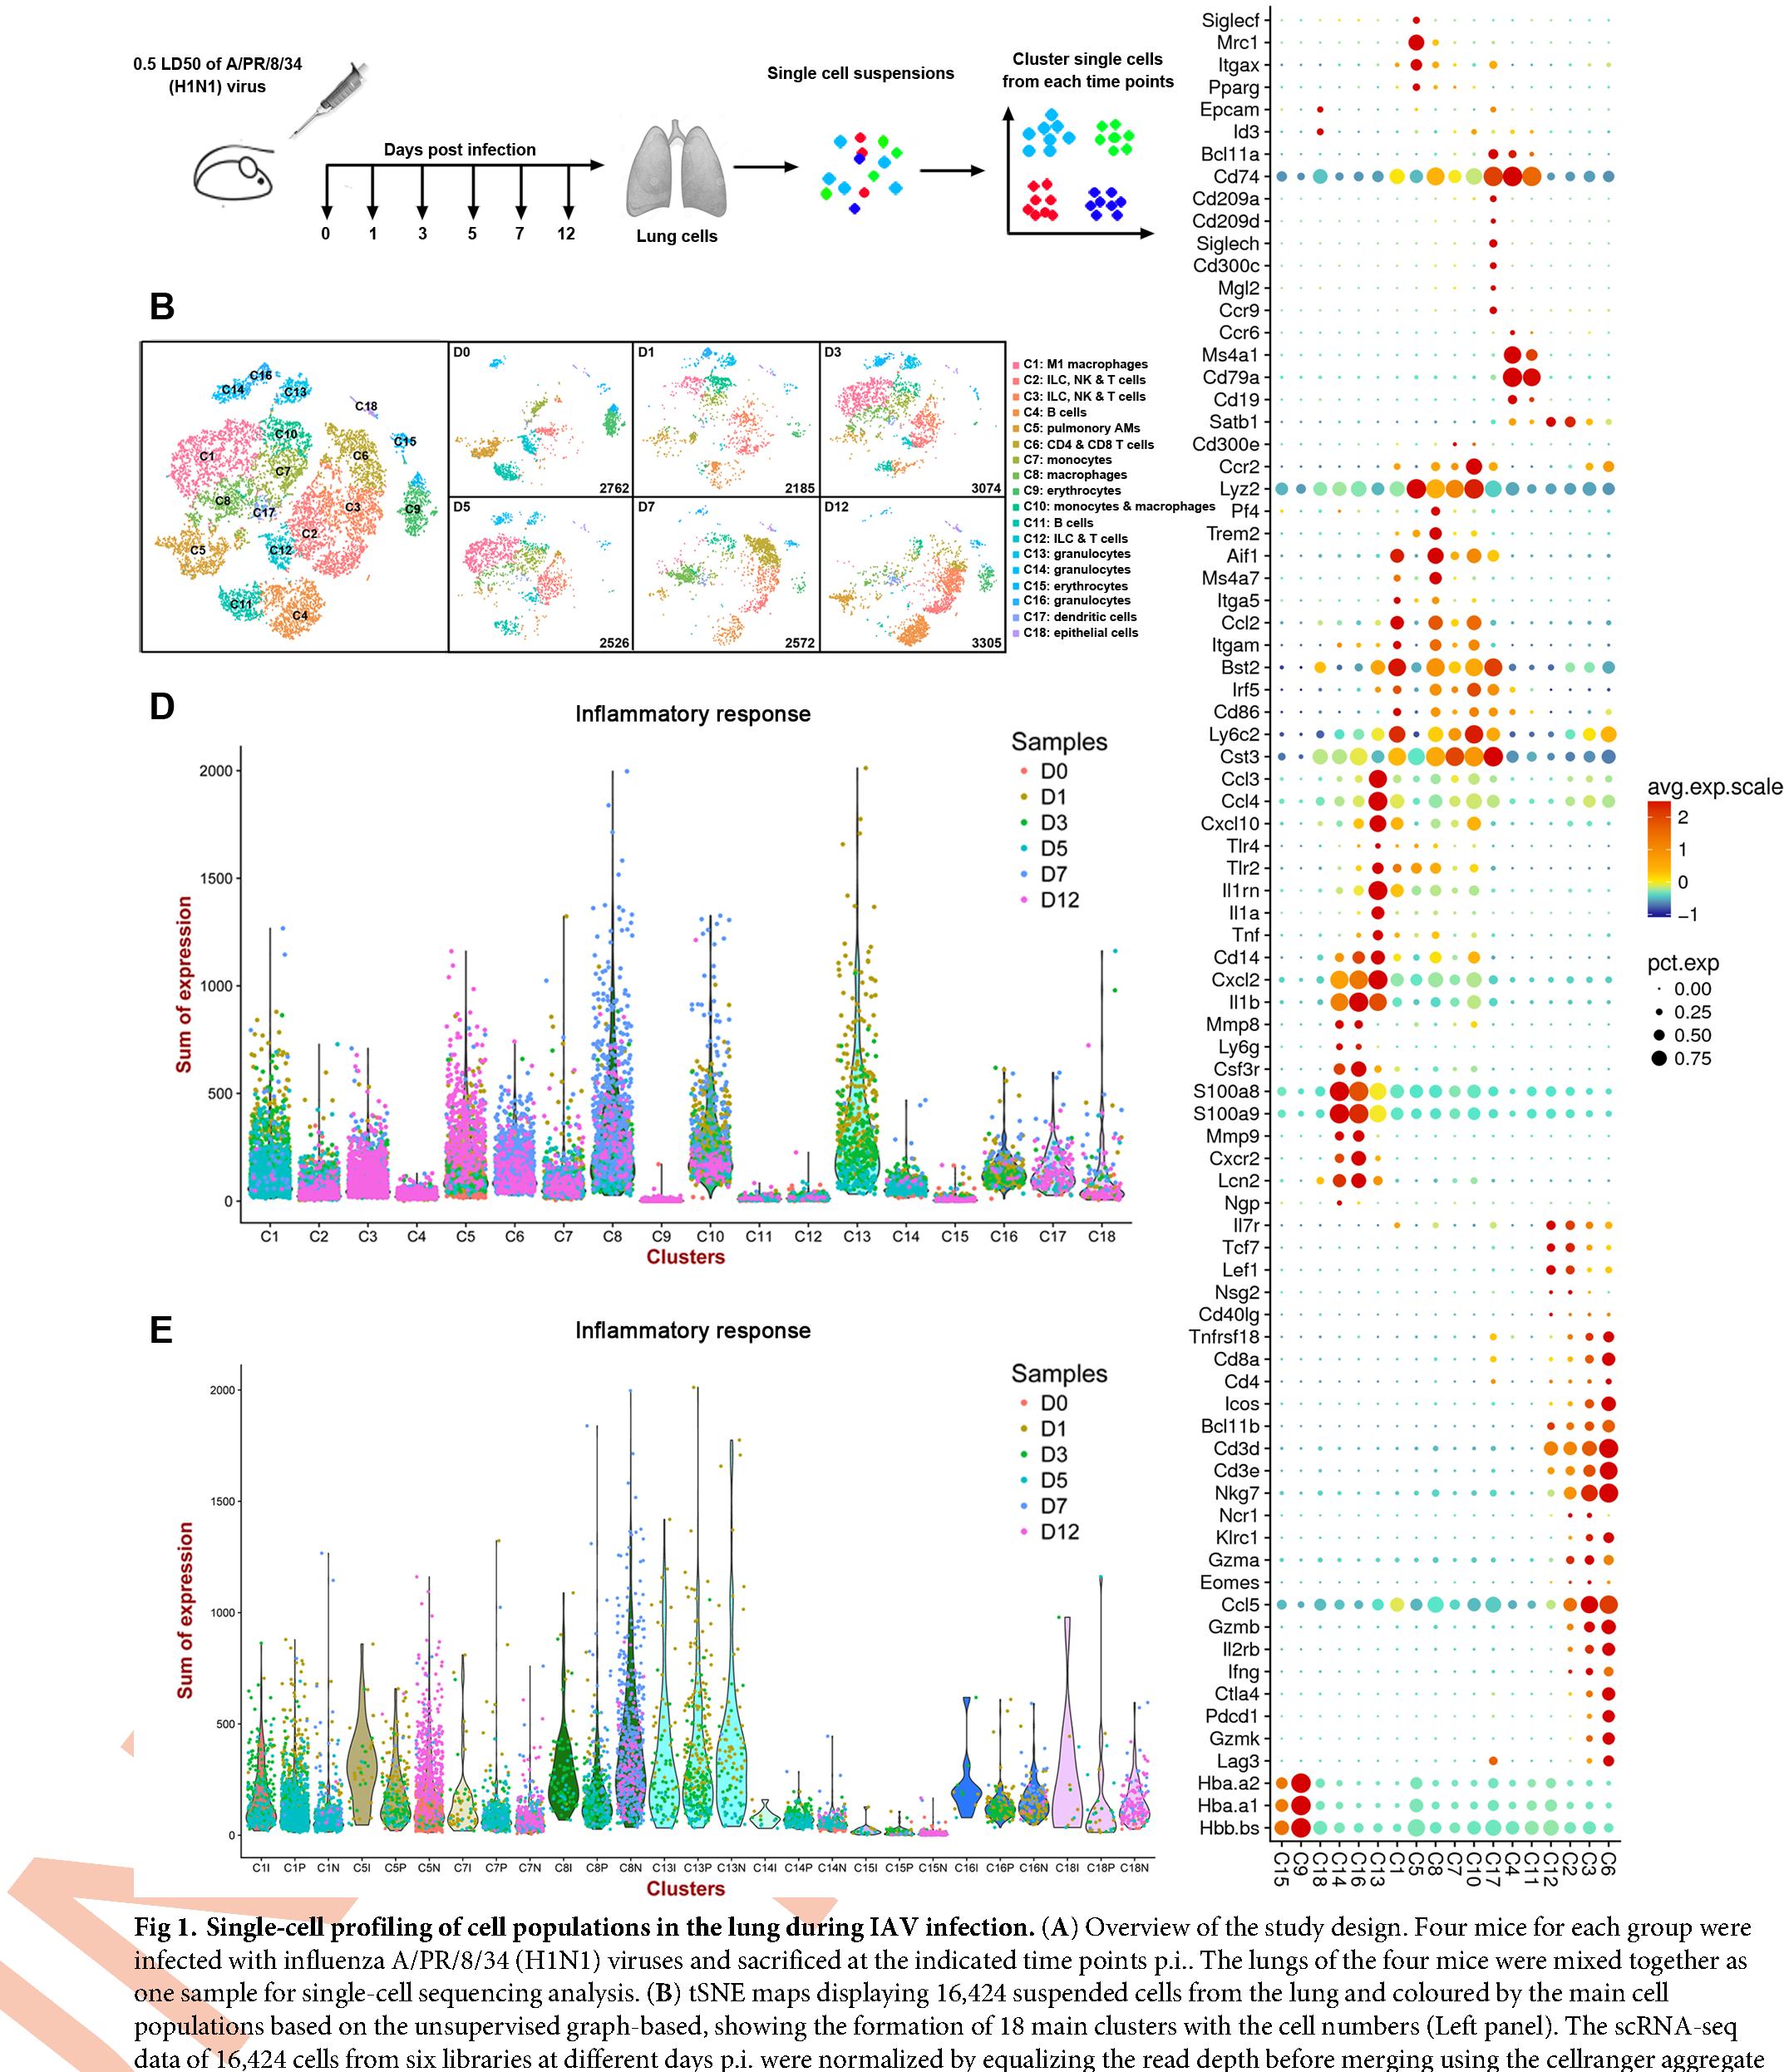 0.5 LD50 of A/PR/8/34
(H1N1) virus
Days post infection
0 1 3 5 7 12
Lung cells
Single cell suspensions
Cluster single cells
from each time points
B
C14 C16 C13 C18 C10 C15 C1 C6 C7 C8 C17 C3 C9 C2 C5 C12 C11 C4
D0 2762
D1 2185
D3 3074
D5 2526
D7 2572
D12 3305
C1: M1 macrophages
C2: ILC, NK & T cells
C3: ILC, NK & T cells
C4: B cells
C5: pulmonory AMs
C6: CD4 & CD8 T cells
C7: monocytes
C8: macrophages
C9: erythrocytes
C10: monocytes & macrophages
C11: B cells
C12: ILC & T cells
C13: granulocytes
C14: granulocytes
C15: erythrocytes
C16: granulocytes
C17: dendritic cells
C18: epithelial cells
Siglecf
Mrc1
Itgax
Pparg
Epcam
Id3
Bcl11a
Cd74
Cd209a
Cd209d
Siglech
Cd300c
Mgl2
Ccr9
Ccr6
Ms4a1
Cd79a
Cd19
Satb1
Cd300e
Ccr2
Lyz2
Pf4
Trem2
Aif1
Ms4a7
Itga5
Ccl2
Itgam
Bst2
Irf5
Cd86
Ly6c2
Cst3
Ccl3
Ccl4
Cxcl10
Tlr4
Tlr2
Il1rn
Il1a
Tnf
Cd14
Cxcl2
Il1b
Mmp8
Ly6g
Csf3r
S100a8
S100a9
Mmp9
Cxcr2
Lcn2
Ngp
Il7r
Tcf7
Lef1
Nsg2
Cd40lg
Tnfrsf18
Cd8a
Cd4
Icos
Bcl11b
Cd3d
Cd3e
Nkg7
Ncr1
Klrc1
Gzma
Eomes
Ccl5
Gzmb
Il2rb
Ifng
Ctla4
Pdcd1
Gzmk
Lag3
Hba.a2
Hba.a1
Hbb.bs
C15 C9 C18 C14 C16 C13 C1 C5 C8 C7 C10 C17 C4 C11 C12 C2 C3 C6
avg.exp.scale
2
1
0
−1
pct.exp
0.00
0.25
0.50
0.75
D
Inflammatory response
Samples
D0
D1
D3
D5
D7
D12
Sum of expression
2000
1500
1000
500
0
C1 C2 C3 C4 C5 C6 C7 C8 C9 C10 C11 C12 C13 C14 C15 C16 C17 C18
Clusters
E
Inflammatory response
Samples
D0
D1
D3
D5
D7
D12
Sum of expression
2000
1500
1000
500
0
C1I C1P C1N C5I C5P C5N C7I C7P C7N C8I C8P C8N C13I C13P C13N C14I C14P C14N C15I C15P C15N C16I C16P C16N C18I C18P C18N
Clusters
Fig 1. Single-cell profiling of cell populations in the lung during IAV infection. (A) Overview of the study design. Four mice for each group were
infected with influenza A/PR/8/34 (H1N1) viruses and sacrificed at the indicated time points p.i.. The lungs of the four mice were mixed together as
one sample for single-cell sequencing analysis. (B) tSNE maps displaying 16,424 suspended cells from the lung and coloured by the main cell
populations based on the unsupervised graph-based, showing the formation of 18 main clusters with the cell numbers (Left panel). The scRNA-seq
data of 16,424 cells from six libraries at different days p.i. were normalized by equalizing the read depth before merging using the cellranger aggregate